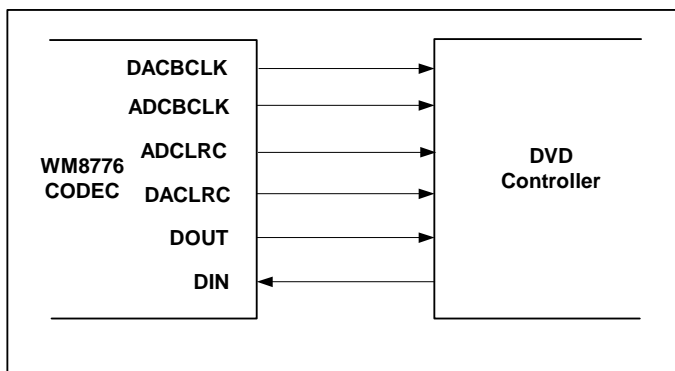 DACBCLK
ADCBCLK
ADCLRC
WM8776
CODEC
DACLRC
DOUT
DIN
DVD
Controller